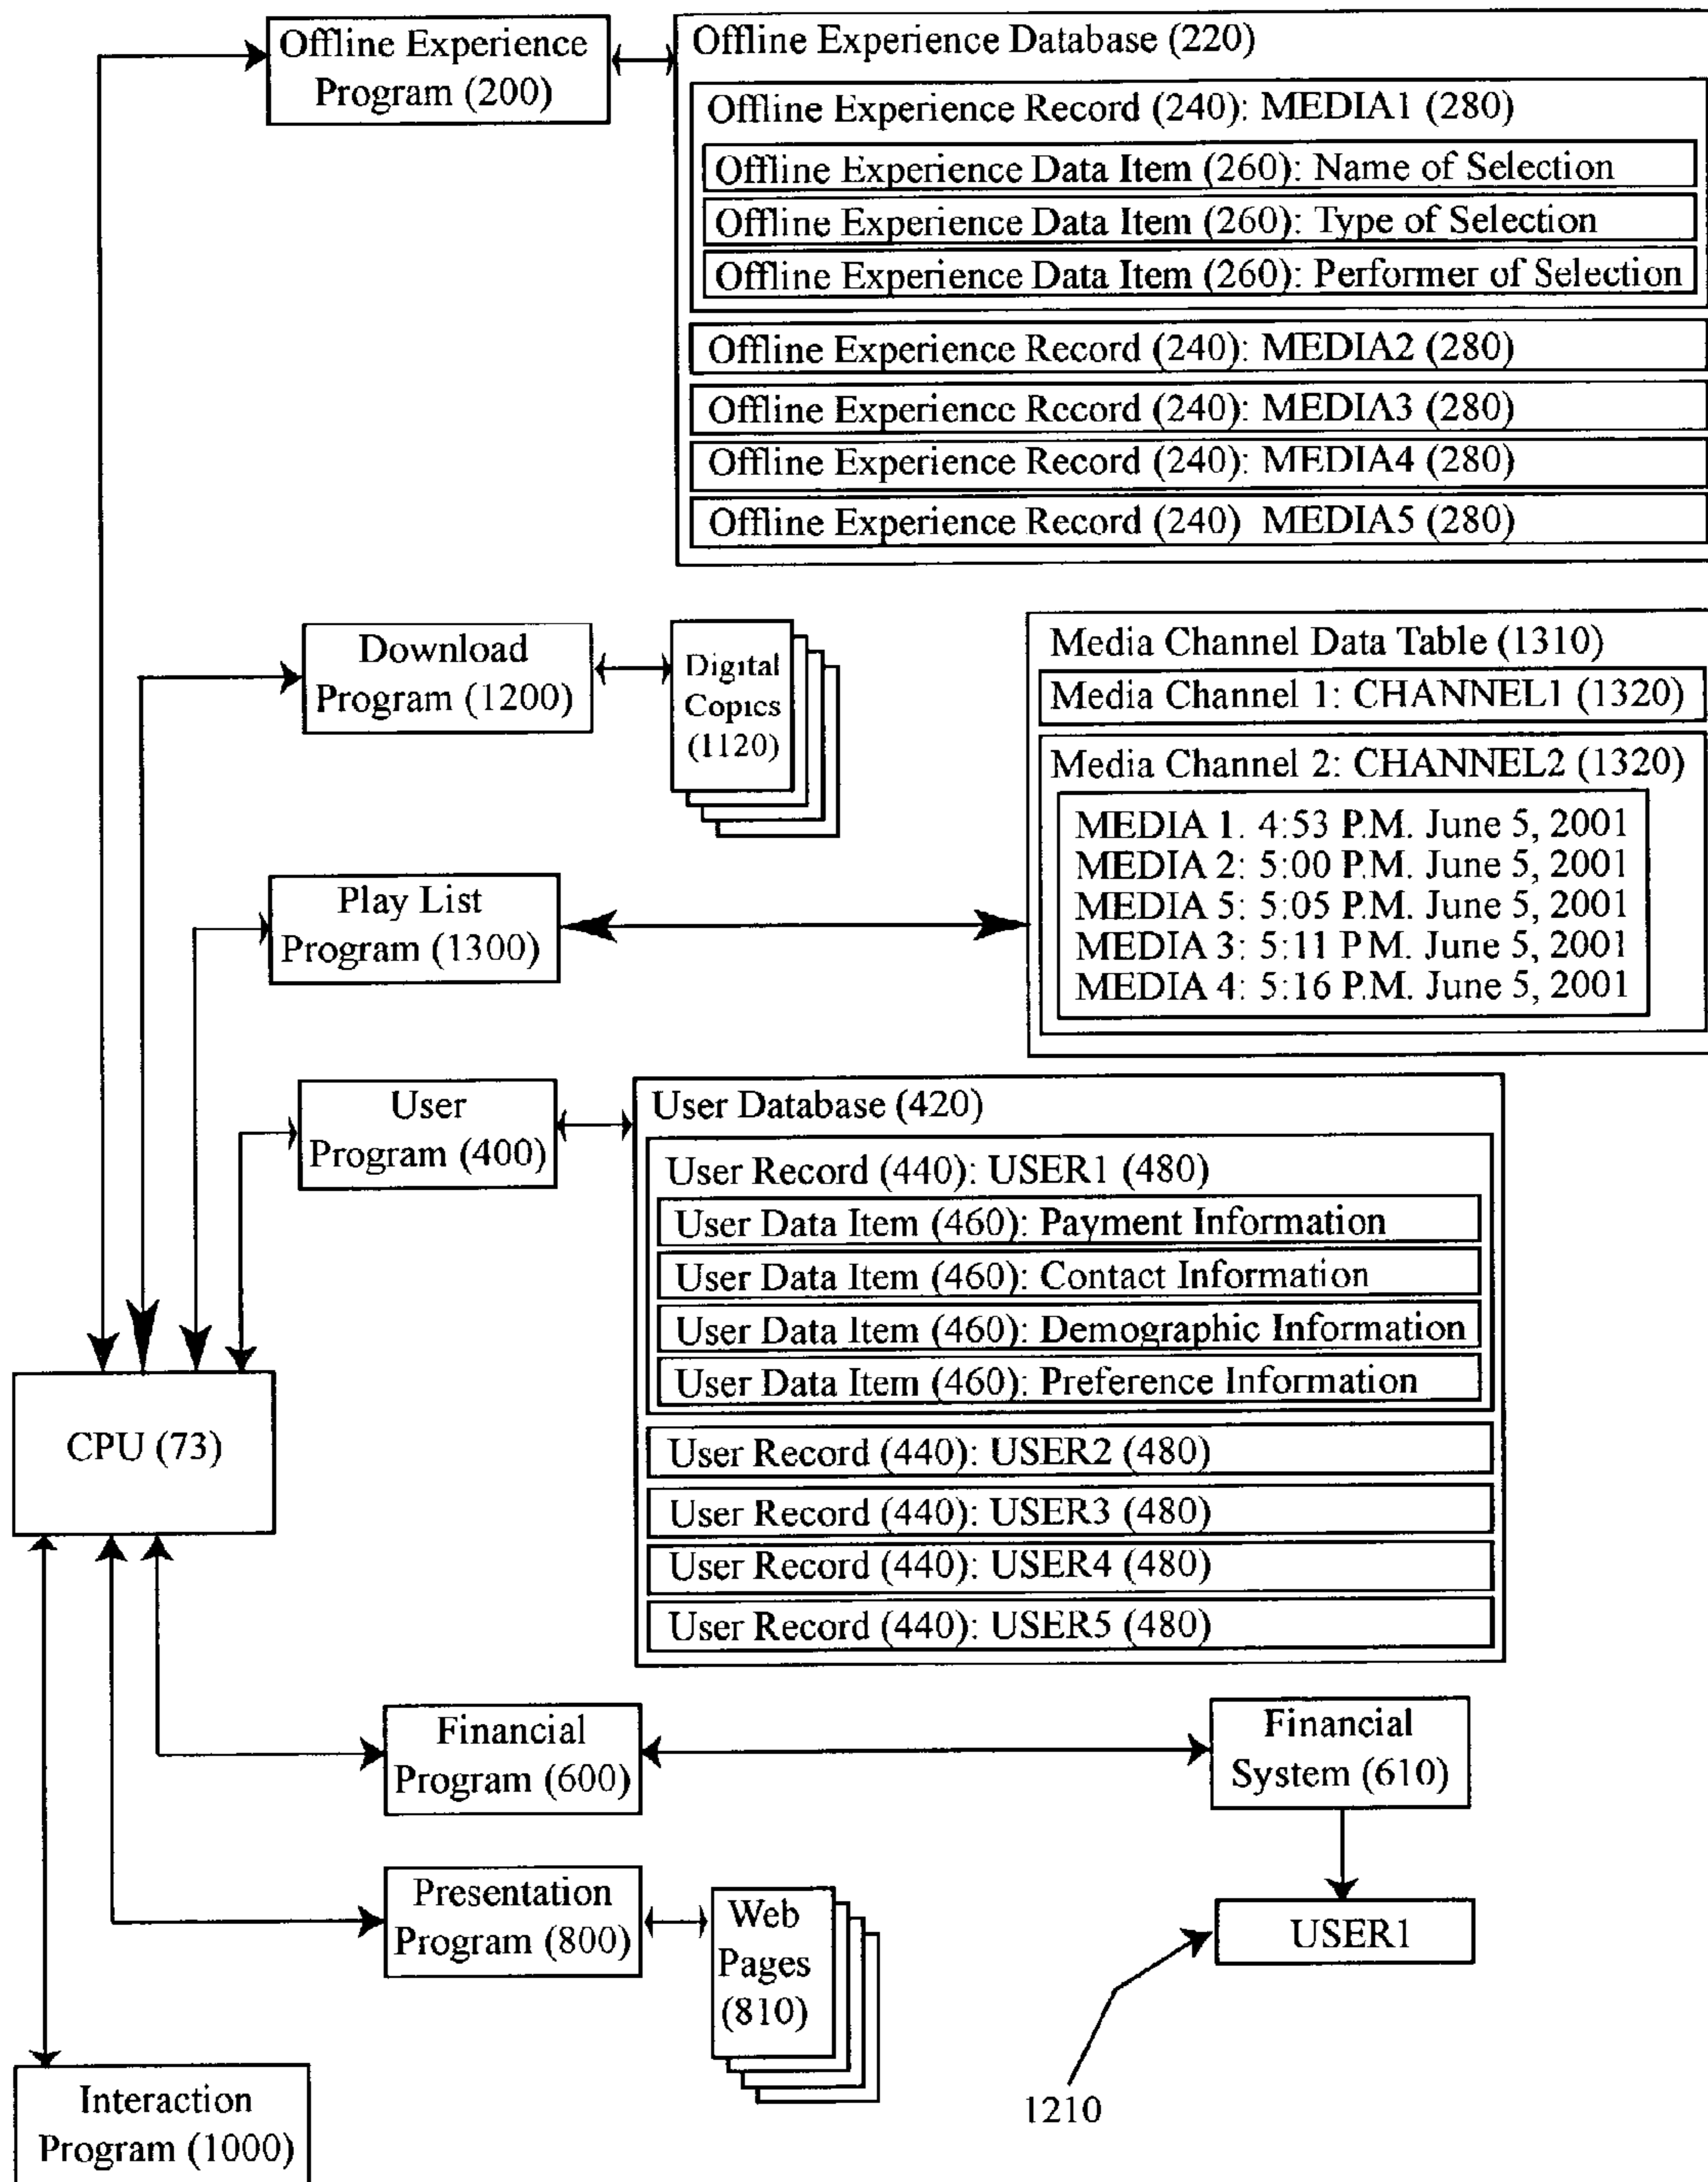 Offline Experience
Program (200)
Offline Experience Database (220)
Offline Experience Record (240): MEDIA1 (280)
Offline Experience Data Item (260): Name of Selection
Offline Experience Data Item (260): Type of Selection
Offline Experience Data Item (260): Performer of Selection
Offline Experience Record (240): MEDIA2 (280)
Offline Experience Record (240): MEDIA3 (280)
Offline Experience Record (240): MEDIA4 (280)
Offline Experience Record (240) MEDIA5 (280)
Download
Program (1200)
Digital
Copies
(1120)
Media Channel Data Table (1310)
Media Channel 1: CHANNEL1 (1320)
Media Channel 2: CHANNEL2 (1320)
MEDIA 1. 4:53 P.M. June 5, 2001
MEDIA 2: 5:00 P.M. June 5, 2001
MEDIA 5: 5:05 P.M. June 5, 2001
MEDIA 3: 5:11 P M. June 5, 2001
MEDIA 4: 5:16 P.M. June 5, 2001
Play List
Program (1300)
User
Program (400)
User Database (420)
User Record (440): USER1 (480)
User Data Item (460): Payment Information
User Data Item (460): Contact Information
User Data Item (460): Demographic Information
User Data Item (460): Preference Information
User Record (440): USER2 (480)
User Record (440): USER3 (480)
User Record (440): USER4 (480)
User Record (440): USER5 (480)
CPU (73)
Financial
Program (600)
Financial
System (610)
Presentation
Program (800)
Web
Pages
(810)
USER1
1210
Interaction
Program (1000)